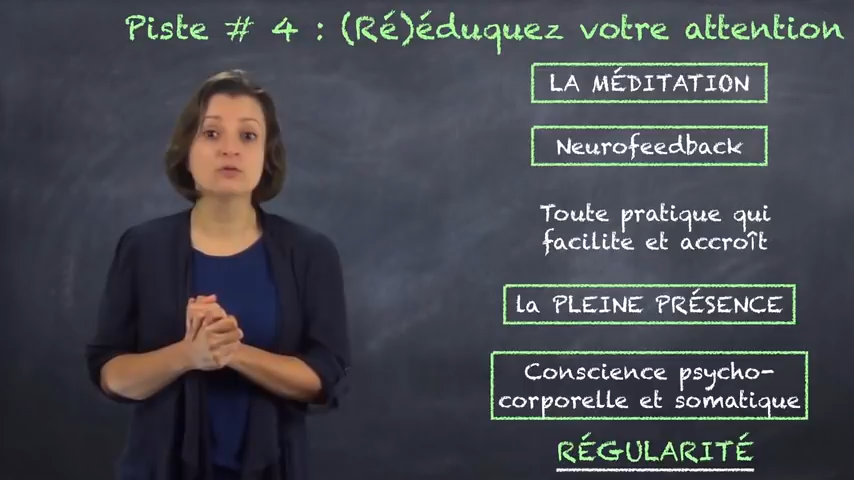 Piste # 4 : (Ré)éduquez votre attention
LA MÉDITATION
Neurofeedback
Toute pratique qui
facilite et accroît
la PLEINE PRÉSENCE
Conscience psycho-
corporelle et somatique
RÉGULARITÉ